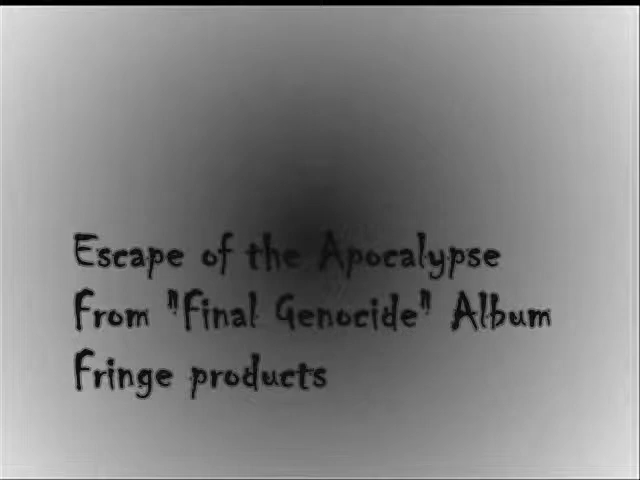 Escape of the Apocalypse
From "Final Genocide" Album
Fringe products